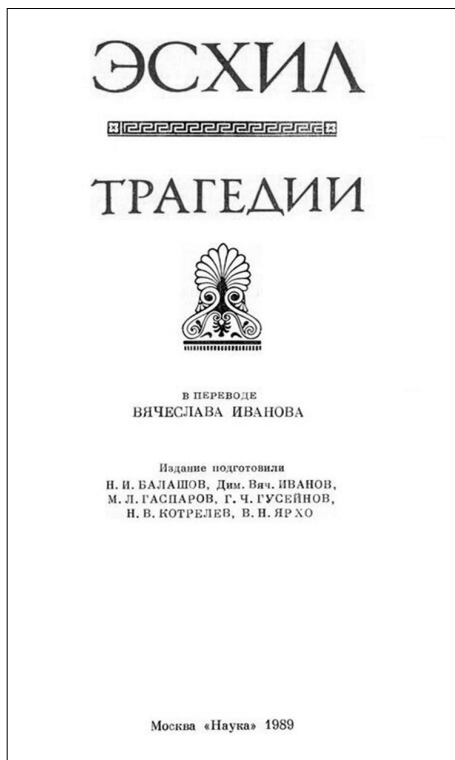 ЭСХИЛ
ТРАГЕДИИ
В ПЕРЕВОДЕ
ВЯЧЕСЛАВА ИВАНОВА
Издание подготовили
Н. И. БАЛАШОВ, Дим. Вяч. ИВАНОВ,
М. Л. ГАСПАРОВ, Г. Ч. ГУСЕЙНОВ,
Н. В. КОТРЕЛЕВ, В. Н. ЯРХО
Москва «Наука» 1989